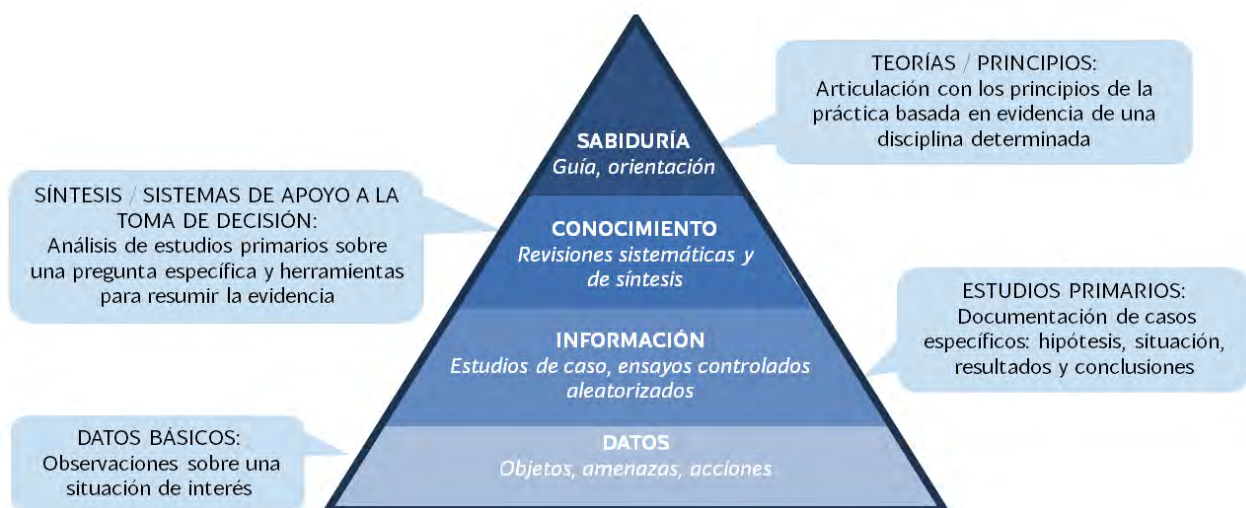 TEORÍAS / PRINCIPIOS:
Articulación con los principios de la
práctica basada en evidencia de una
disciplina determinada
SABIDURÍA
Guía, orientación
SÍNTESIS / SISTEMAS DE APOYO A LA
TOMA DE DECISIÓN:
Análisis de estudios primarios sobre
una pregunta específica y herramientas
para resumir la evidencia
CONOCIMIENTO
Revisiones sistemáticas y
de síntesis
ESTUDIOS PRIMARIOS:
Documentación de casos
específicos: hipótesis, situación,
resultados y conclusiones
INFORMACIÓN
Estudios de caso, ensayos controlados
aleatorizados
DATOS BÁSICOS:
Observaciones sobre una
situación de interés
DATOS
Objetos, amenazas, acciones